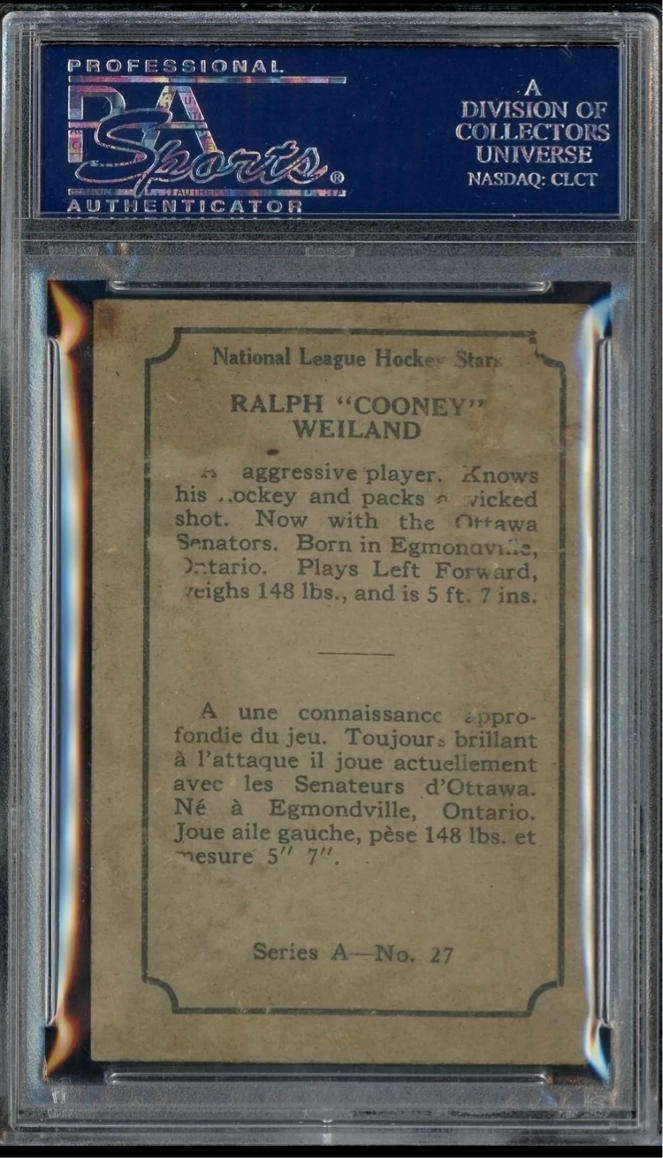 PROFESSIONAL
PSA
Sports®
AUTHENTICATOR
A
DIVISION OF
COLLECTORS
UNIVERSE
NASDAQ: CLCT
National League Hockey Stars
RALPH “COONEY”
WEILAND
aggressive player. Knows
his hockey and packs a wicked
shot. Now with the Ottawa
Senators. Born in Egmondville,
Ontario. Plays Left Forward,
weighs 148 lbs., and is 5 ft. 7 ins.
A une connaissance appro-
fondie du jeu. Toujours brillant
à l’attaque il joue actuellement
avec les Senateurs d’Ottawa.
Né à Egmondville, Ontario.
Joue aile gauche, pèse 148 lbs. et
mesure 5″ 7″.
Series A—No. 27